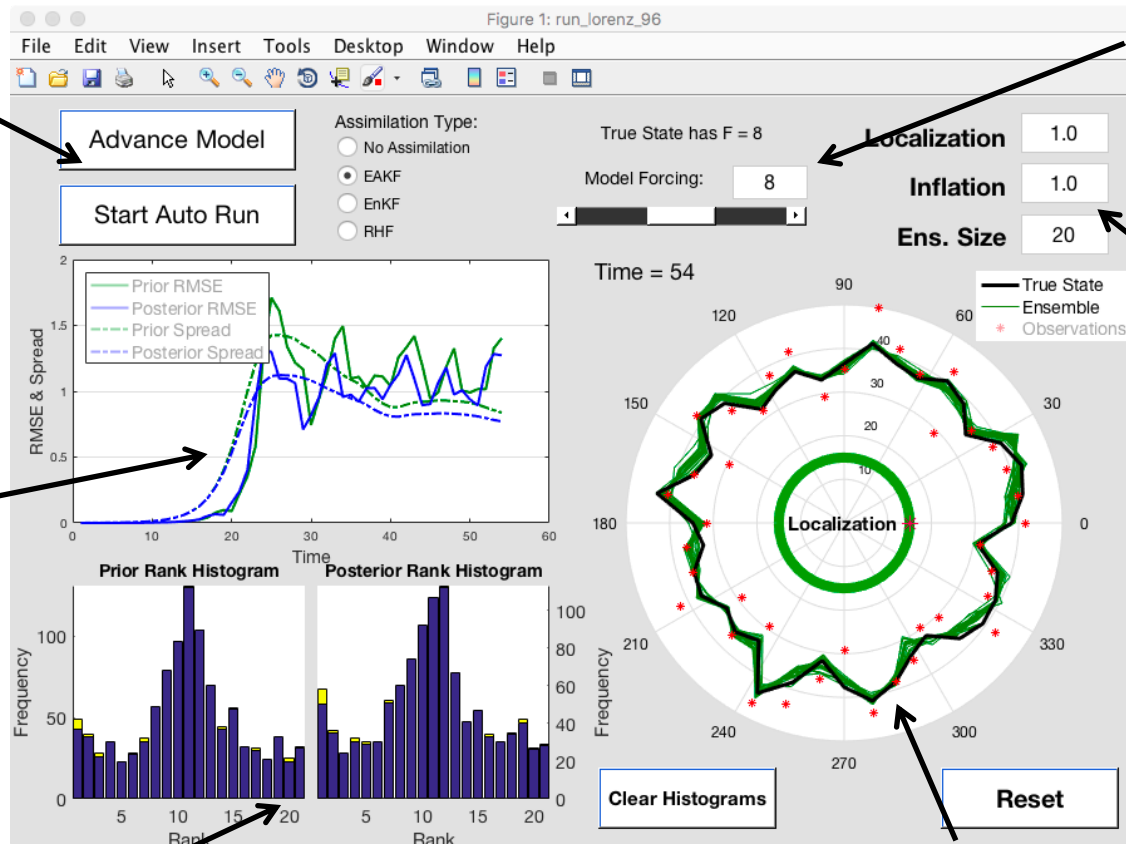 Figure 1: run_lorenz_96
File Edit View Insert Tools Desktop Window Help
Advance Model
Start Auto Run
Assimilation Type:
No Assimilation
EAKF
EnKF
RHF
True State has F = 8
Model Forcing: 8
Localization 1.0
Inflation 1.0
Ens. Size 20
2
1.5
1
0.5
0
RMSE & Spread
Prior RMSE
Posterior RMSE
Prior Spread
Posterior Spread
0 10 20 30 40 50 60
Time
Time = 54
True State
Ensemble
Observations
90
120 60
150 30
180 0
210 330
240 300
270
40
30
20
10
Localization
Prior Rank Histogram
Frequency
100
50
0
5 10 15 20
Rank
Posterior Rank Histogram
Frequency
100
80
60
40
20
0
5 10 15 20
Rank
Clear Histograms
Reset